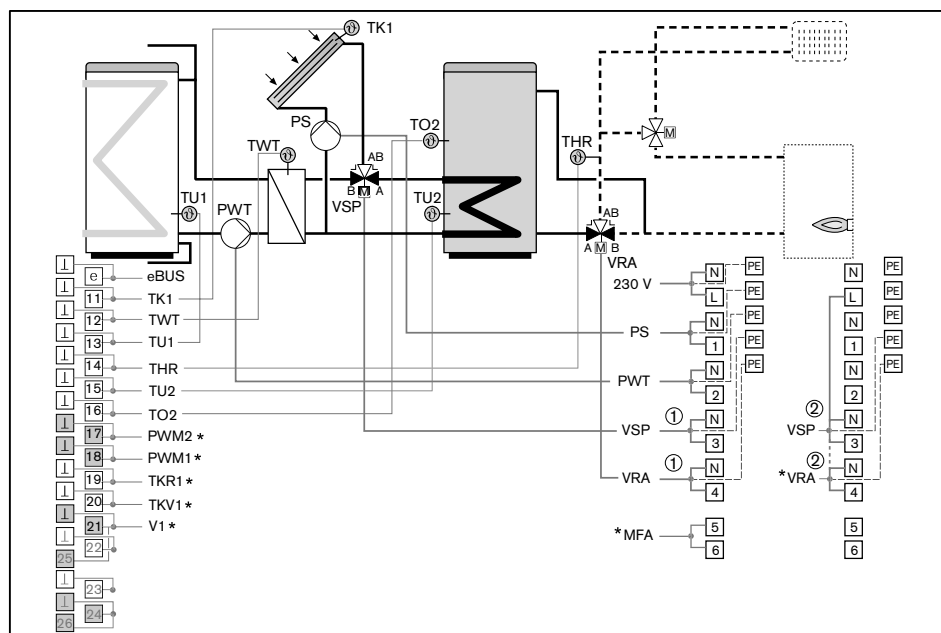 TK1
PS
TO2
TWT
THR
M
AB
B M A
VSP
TU1
PWT
TU2
AB
A M B
VRA
⊥
e
eBUS
⊥
11
TK1
⊥
12
TWT
⊥
13
TU1
⊥
14
THR
⊥
15
TU2
⊥
16
TO2
⊥
17
PWM2 *
⊥
18
PWM1 *
⊥
19
TKR1 *
⊥
20
TKV1 *
⊥
21
V1 *
⊥
22
25
⊥
23
⊥
24
26
230 V
N
L
PE
PS
N
1
PE
PWT
N
2
PE
VSP
①
N
3
PE
VRA
①
N
4
PE
*MFA
5
6
N
L
PE
N
1
PE
N
2
PE
VSP
②
N
3
PE
*VRA
②
N
4
PE
5
6